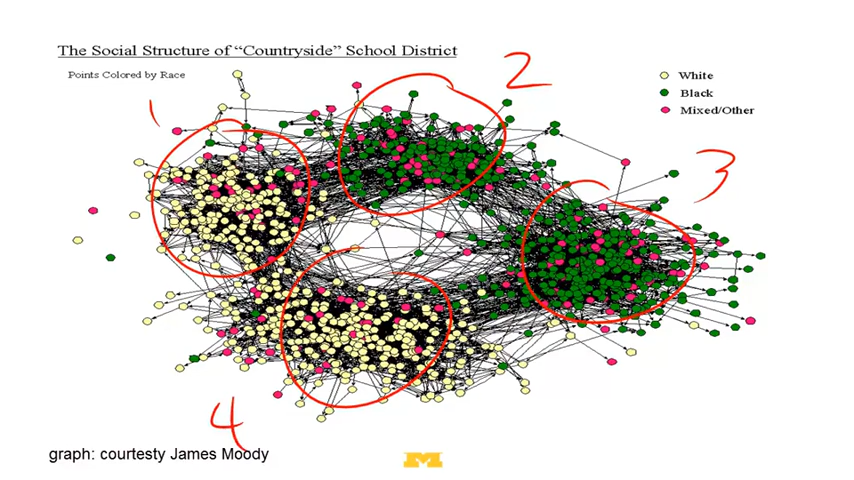 The Social Structure of “Countryside” School District
Points Colored by Race
White
Black
Mixed/Other
1
2
3
4
graph: courtesty James Moody
M